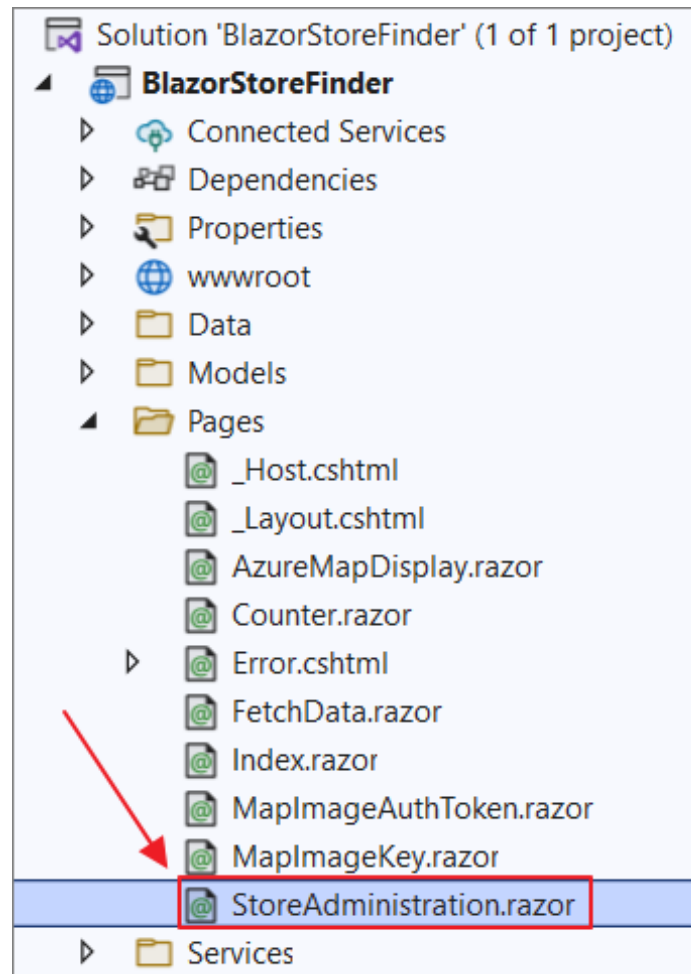 Solution 'BlazorStoreFinder' (1 of 1 project)
BlazorStoreFinder
Connected Services
Dependencies
Properties
wwwroot
Data
Models
Pages
_Host.cshtml
_Layout.cshtml
AzureMapDisplay.razor
Counter.razor
Error.cshtml
FetchData.razor
Index.razor
MapImageAuthToken.razor
MapImageKey.razor
StoreAdministration.razor
Services